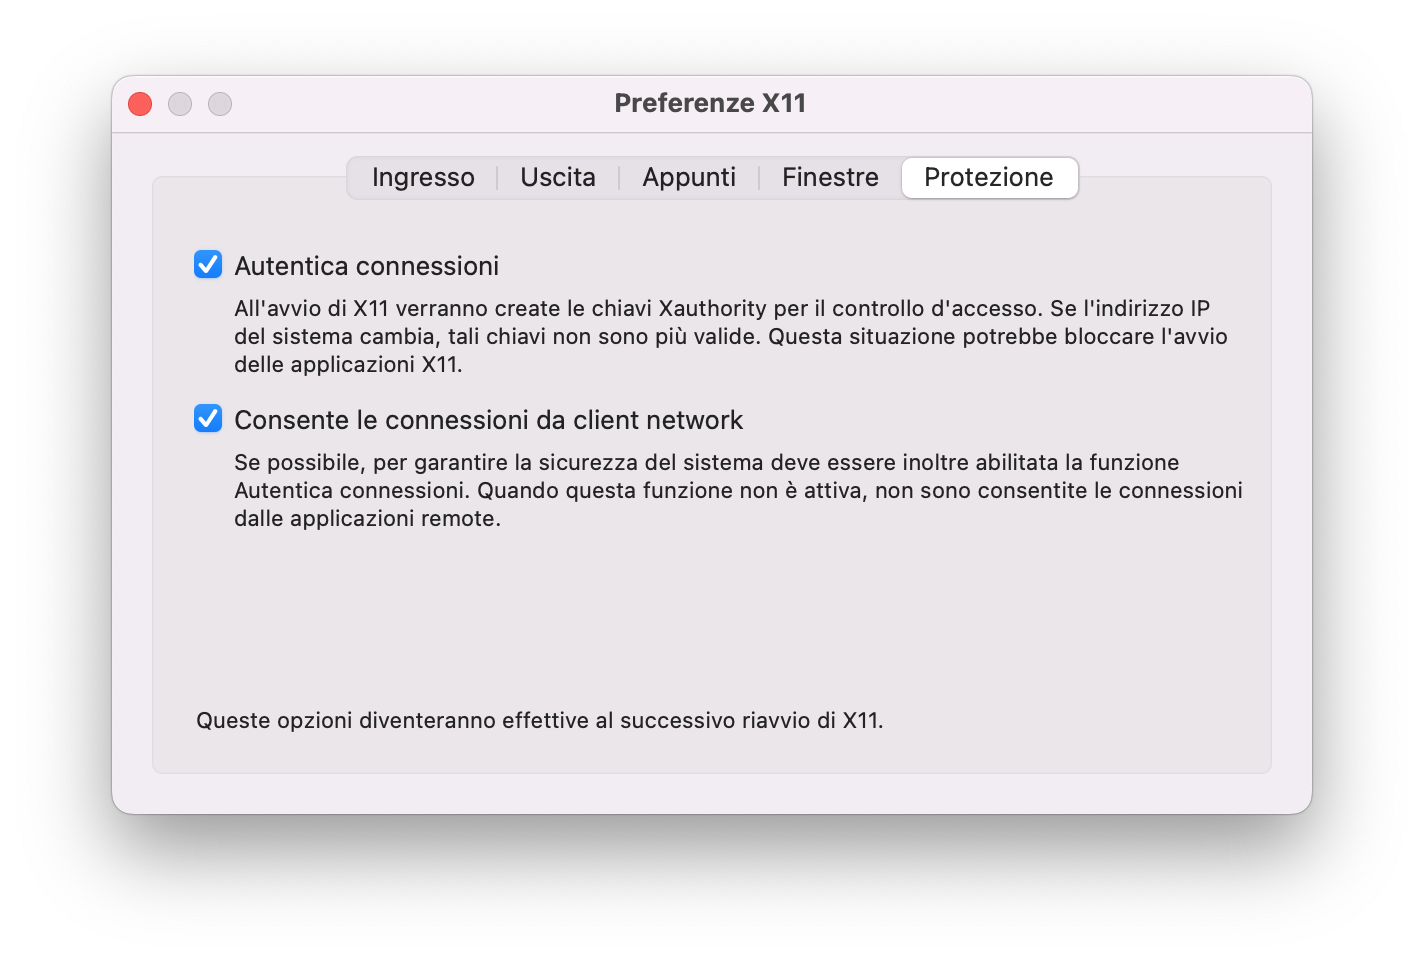 Preferenze X11
Ingresso
Uscita
Appunti
Finestre
Protezione
Autentica connessioni
All'avvio di X11 verranno create le chiavi Xauthority per il controllo d'accesso. Se l'indirizzo IP
del sistema cambia, tali chiavi non sono più valide. Questa situazione potrebbe bloccare l'avvio
delle applicazioni X11.
Consente le connessioni da client network
Se possibile, per garantire la sicurezza del sistema deve essere inoltre abilitata la funzione
Autentica connessioni. Quando questa funzione non è attiva, non sono consentite le connessioni
dalle applicazioni remote.
Queste opzioni diventeranno effettive al successivo riavvio di X11.